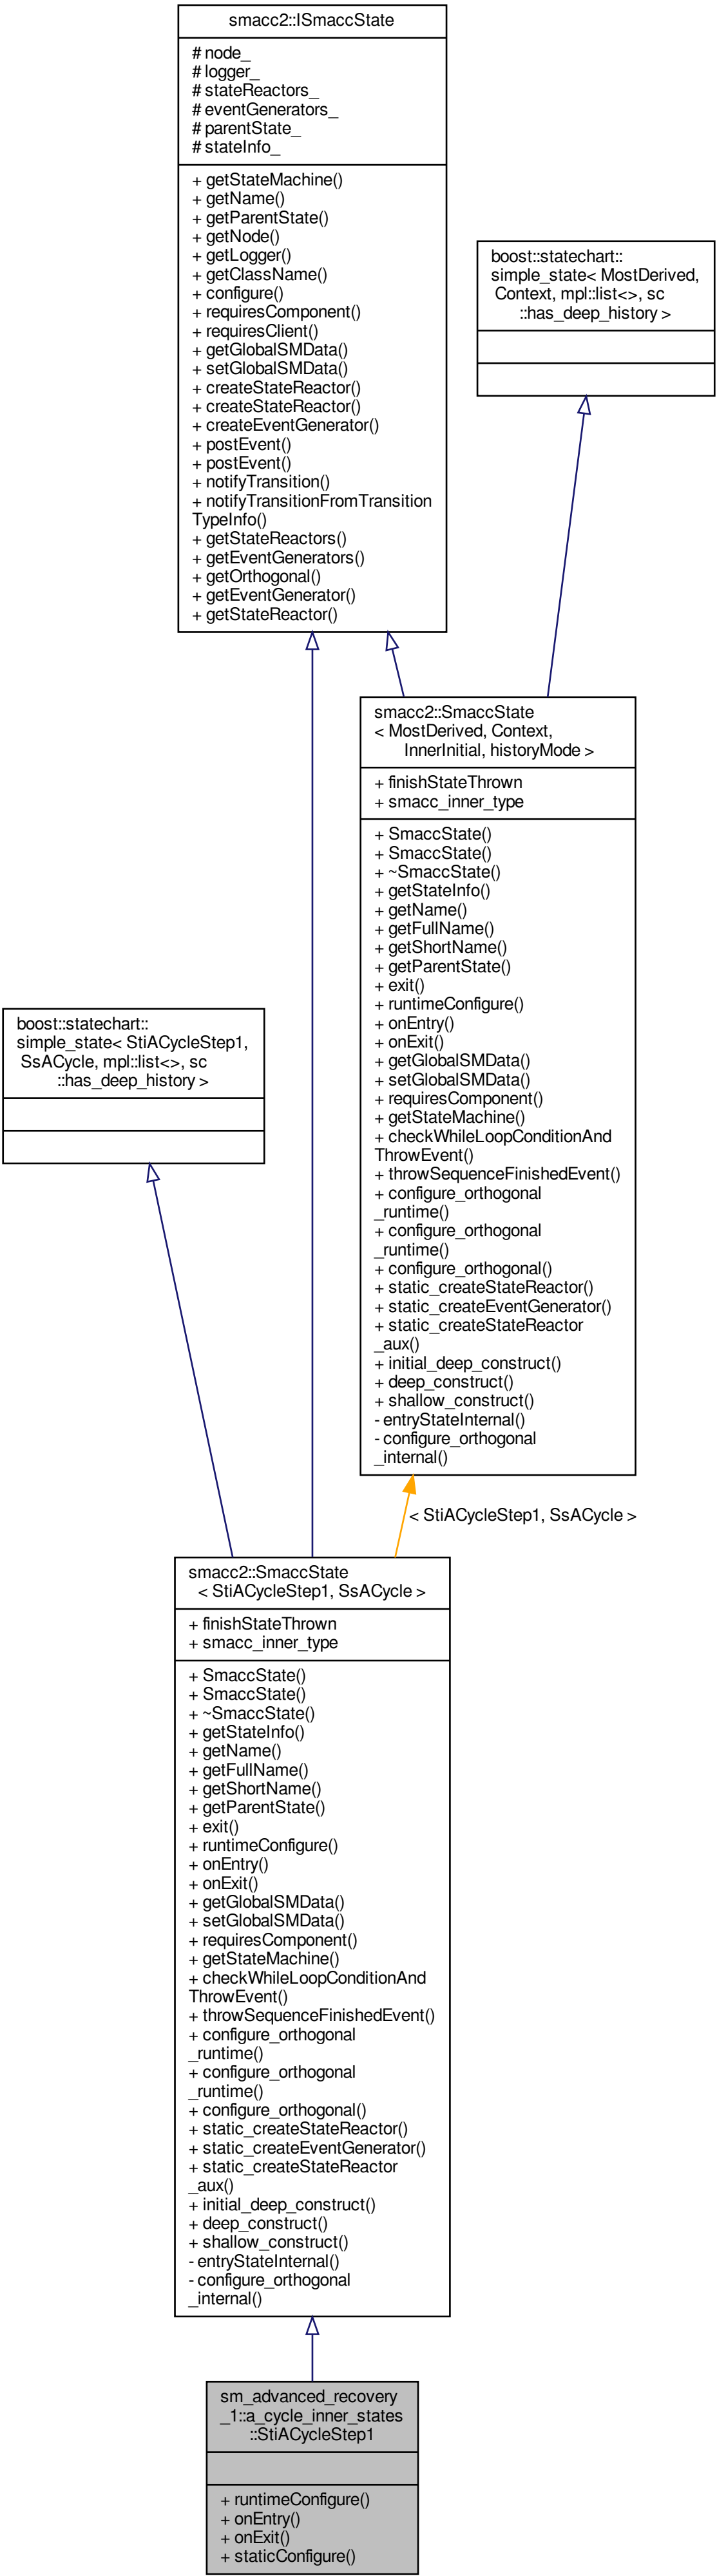 smacc2::ISmaccState
# node_
# logger_
# stateReactors_
# eventGenerators_
# parentState_
# stateInfo_
+ getStateMachine()
+ getName()
+ getParentState()
+ getNode()
+ getLogger()
+ getClassName()
+ configure()
+ requiresComponent()
+ requiresClient()
+ getGlobalSMData()
+ setGlobalSMData()
+ createStateReactor()
+ createStateReactor()
+ createEventGenerator()
+ postEvent()
+ postEvent()
+ notifyTransition()
+ notifyTransitionFromTransition
TypeInfo()
+ getStateReactors()
+ getEventGenerators()
+ getOrthogonal()
+ getEventGenerator()
+ getStateReactor()
boost::statechart::
simple_state< MostDerived,
Context, mpl::list<>, sc
::has_deep_history >
smacc2::SmaccState
< MostDerived, Context,
InnerInitial, historyMode >
+ finishStateThrown
+ smacc_inner_type
+ SmaccState()
+ SmaccState()
+ ~SmaccState()
+ getStateInfo()
+ getName()
+ getFullName()
+ getShortName()
+ getParentState()
+ exit()
+ runtimeConfigure()
+ onEntry()
+ onExit()
+ getGlobalSMData()
+ setGlobalSMData()
+ requiresComponent()
+ getStateMachine()
+ checkWhileLoopConditionAnd
ThrowEvent()
+ throwSequenceFinishedEvent()
+ configure_orthogonal
_runtime()
+ configure_orthogonal
_runtime()
+ configure_orthogonal()
+ static_createStateReactor()
+ static_createEventGenerator()
+ static_createStateReactor
_aux()
+ initial_deep_construct()
+ deep_construct()
+ shallow_construct()
- entryStateInternal()
- configure_orthogonal
_internal()
boost::statechart::
simple_state< StiACycleStep1,
SsACycle, mpl::list<>, sc
::has_deep_history >
< StiACycleStep1, SsACycle >
smacc2::SmaccState
< StiACycleStep1, SsACycle >
+ finishStateThrown
+ smacc_inner_type
+ SmaccState()
+ SmaccState()
+ ~SmaccState()
+ getStateInfo()
+ getName()
+ getFullName()
+ getShortName()
+ getParentState()
+ exit()
+ runtimeConfigure()
+ onEntry()
+ onExit()
+ getGlobalSMData()
+ setGlobalSMData()
+ requiresComponent()
+ getStateMachine()
+ checkWhileLoopConditionAnd
ThrowEvent()
+ throwSequenceFinishedEvent()
+ configure_orthogonal
_runtime()
+ configure_orthogonal
_runtime()
+ configure_orthogonal()
+ static_createStateReactor()
+ static_createEventGenerator()
+ static_createStateReactor
_aux()
+ initial_deep_construct()
+ deep_construct()
+ shallow_construct()
- entryStateInternal()
- configure_orthogonal
_internal()
sm_advanced_recovery
_1::a_cycle_inner_states
::StiACycleStep1
+ runtimeConfigure()
+ onEntry()
+ onExit()
+ staticConfigure()